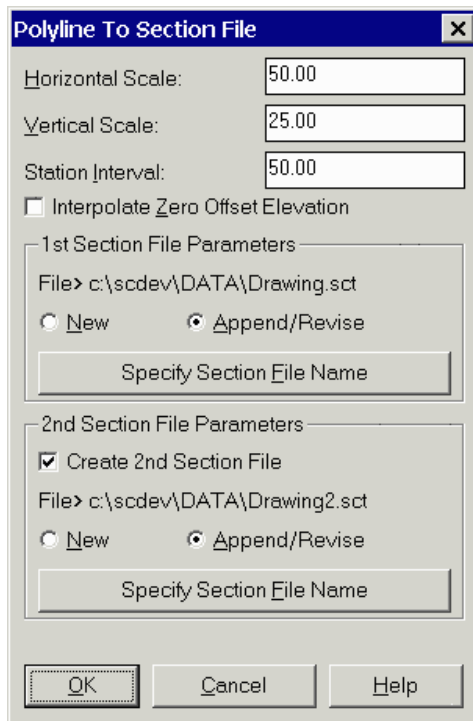 Polyline To Section File
Horizontal Scale: 50.00
Vertical Scale: 25.00
Station Interval: 50.00
Interpolate Zero Offset Elevation
1st Section File Parameters
File> c:\scdev\DATA\Drawing.sct
New Append/Revise
Specify Section File Name
2nd Section File Parameters
Create 2nd Section File
File> c:\scdev\DATA\Drawing2.sct
New Append/Revise
Specify Section File Name
OK Cancel Help